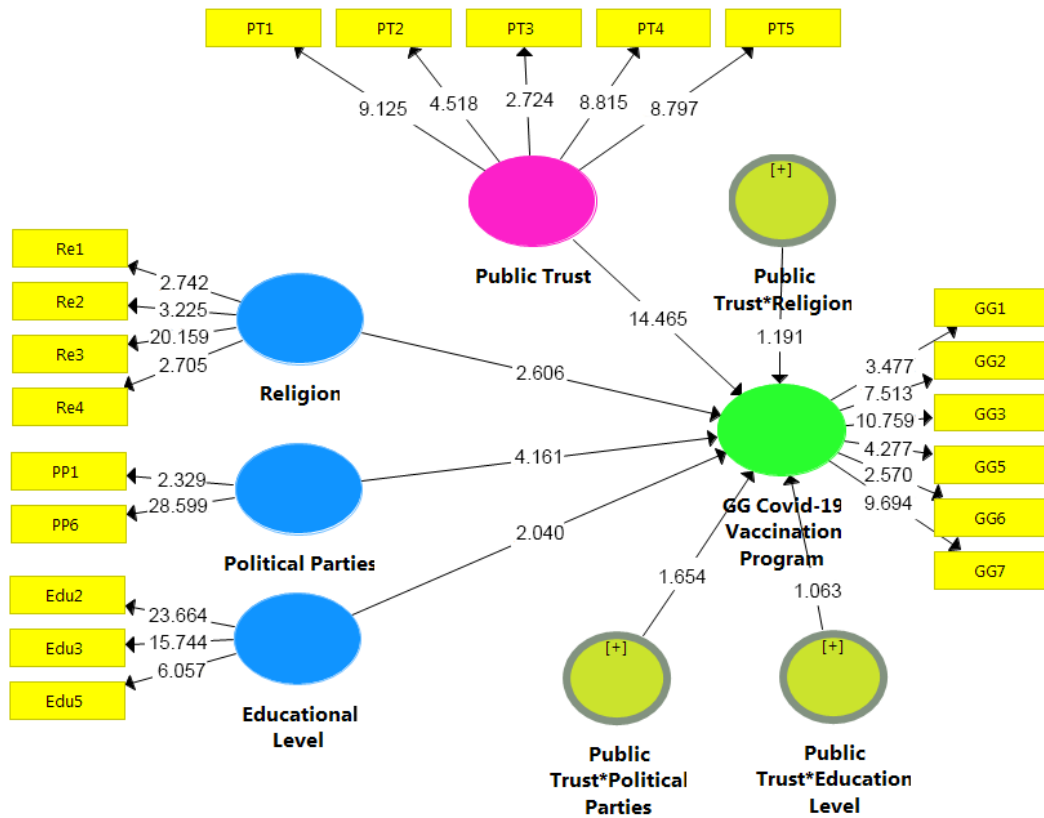 PT1 PT2 PT3 PT4 PT5
9.125 4.518 2.724 8.815 8.797
[+]
Public Trust
Public
Trust*Religion
14.465
1.191
Re1
Re2
Re3
Re4
2.742
3.225
20.159
2.705
Religion
2.606
PP1
PP6
2.329
28.599
Political Parties
4.161
Edu2
Edu3
Edu5
23.664
15.744
6.057
Educational
Level
2.040
GG Covid-19
Vaccination
Program
GG1
GG2
GG3
GG5
GG6
GG7
3.477
7.513
10.759
4.277
2.570
9.694
1.654
1.063
[+]
Public
Trust*Political
Parties
[+]
Public
Trust*Education
Level